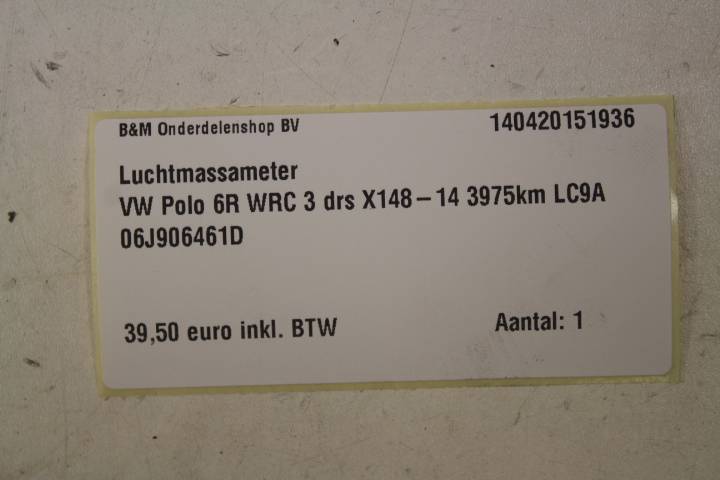 B&M Onderdelenshop BV 140420151936
Luchtmassameter
VW Polo 6R WRC 3 drs X148-14 3975km LC9A
06J906461D
39,50 euro inkl. BTW Aantal: 1